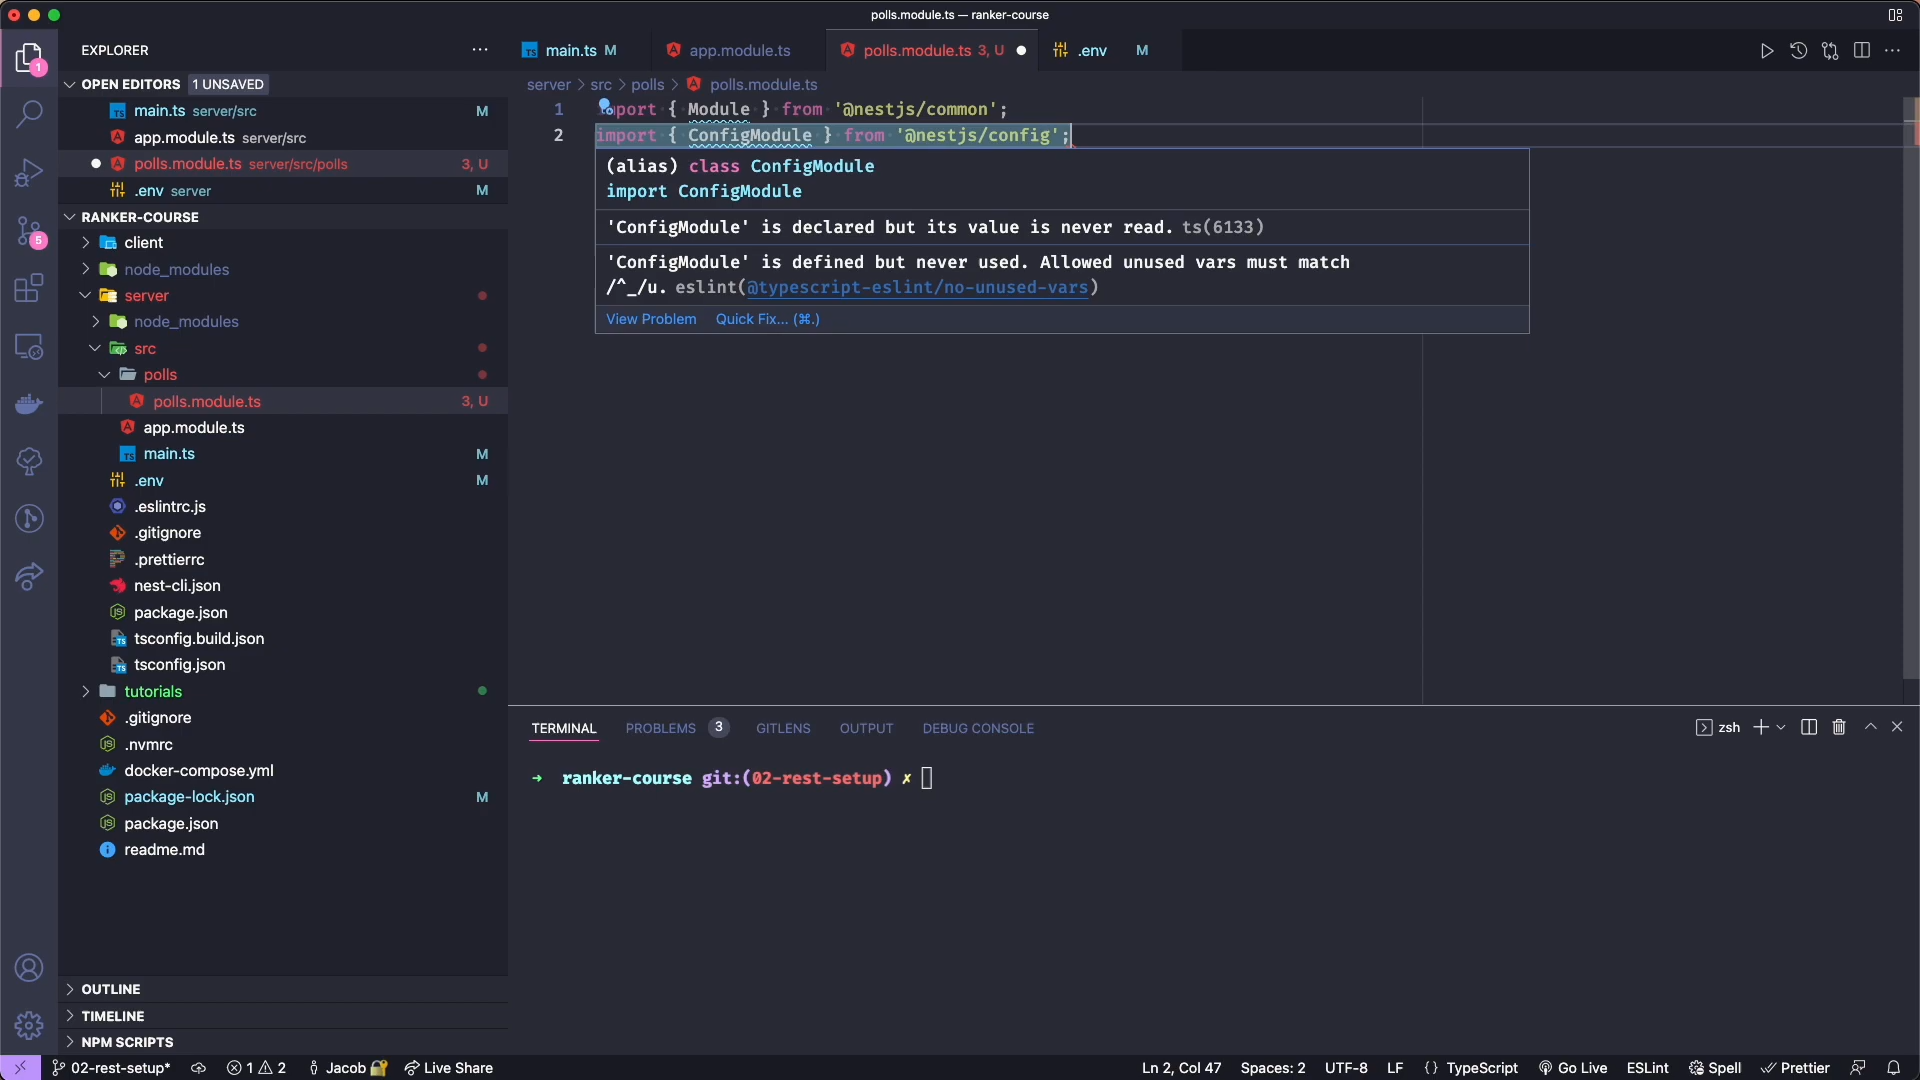 polls.module.ts — ranker-course
EXPLORER
OPEN EDITORS 1 UNSAVED
main.ts server/src M
app.module.ts server/src
polls.module.ts server/src/polls 3, U
.env server M
RANKER-COURSE
client
node_modules
server
node_modules
src
polls
polls.module.ts 3, U
app.module.ts
main.ts M
.env M
.eslintrc.js
.gitignore
.prettierrc
nest-cli.json
package.json
tsconfig.build.json
tsconfig.json
tutorials
.gitignore
.nvmrc
docker-compose.yml
package-lock.json M
package.json
readme.md
OUTLINE
TIMELINE
NPM SCRIPTS
1
5
main.ts M
app.module.ts
polls.module.ts 3, U
.env M
server > src > polls > polls.module.ts
1 import { Module } from '@nestjs/common';
2 import { ConfigModule } from '@nestjs/config';
(alias) class ConfigModule
import ConfigModule
'ConfigModule' is declared but its value is never read. ts(6133)
'ConfigModule' is defined but never used. Allowed unused vars must match
/^_/u. eslint(@typescript-eslint/no-unused-vars)
View Problem Quick Fix... (⌘.)
TERMINAL PROBLEMS 3 GITLENS OUTPUT DEBUG CONSOLE
zsh
➜ ranker-course git:(02-rest-setup) ✗
02-rest-setup* 1 2 Jacob Live Share
Ln 2, Col 47 Spaces: 2 UTF-8 LF {} TypeScript Go Live ESLint Spell Prettier